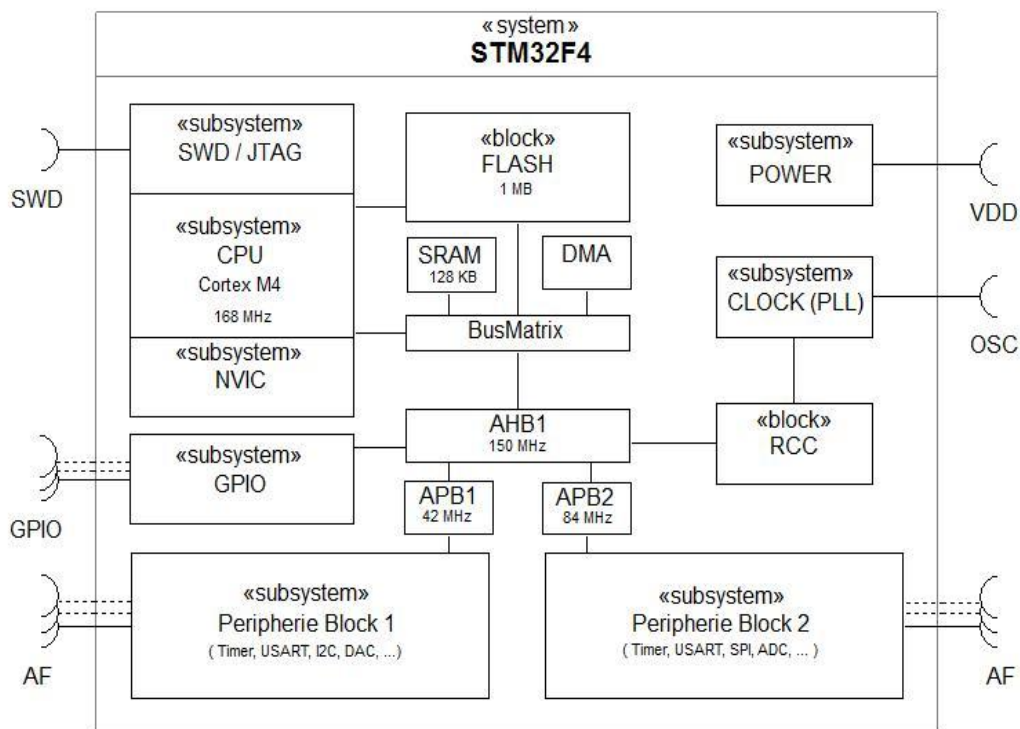 «system»
STM32F4
«subsystem»
SWD / JTAG
SWD
«subsystem»
CPU
Cortex M4
168 MHz
«subsystem»
NVIC
«block»
FLASH
1 MB
SRAM
128 KB
DMA
BusMatrix
«subsystem»
POWER
VDD
«subsystem»
CLOCK (PLL)
OSC
AHB1
150 MHz
«block»
RCC
«subsystem»
GPIO
GPIO
APB1
42 MHz
APB2
84 MHz
«subsystem»
Peripherie Block 1
( Timer, USART, I2C, DAC, ...)
AF
«subsystem»
Peripherie Block 2
( Timer, USART, SPI, ADC, ... )
AF